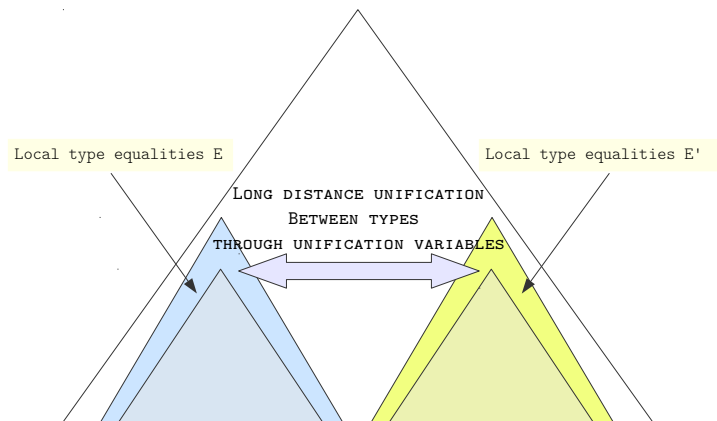 Local type equalities E
Local type equalities E'
Long distance unification
Between types
through unification variables